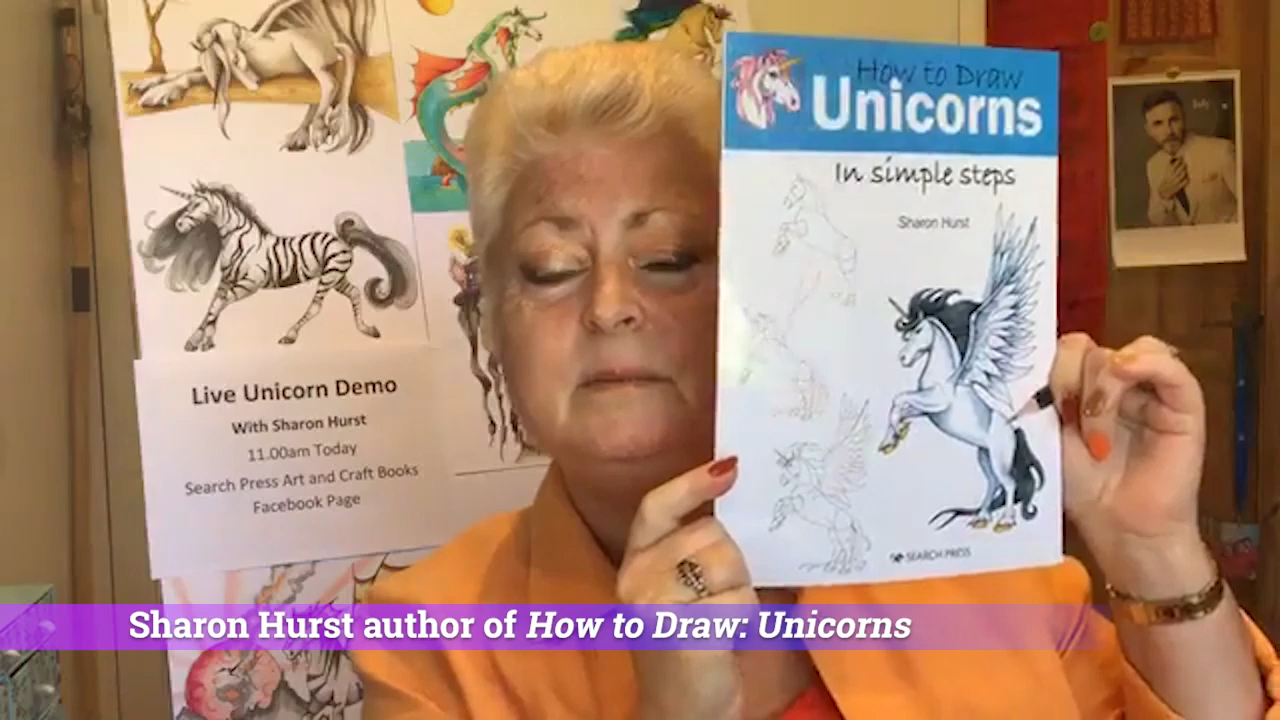 How to Draw
Unicorns
In simple steps
Sharon Hurst
SEARCH PRESS
July
Live Unicorn Demo
With Sharon Hurst
11.00am Today
Search Press Art and Craft Books
Facebook Page
Sharon Hurst author of How to Draw: Unicorns